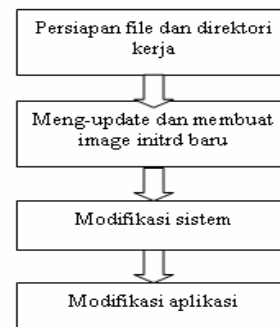 Persiapan file dan direktori
kerja
Meng-update dan membuat
image initrd baru
Modifikasi sistem
Modifikasi aplikasi